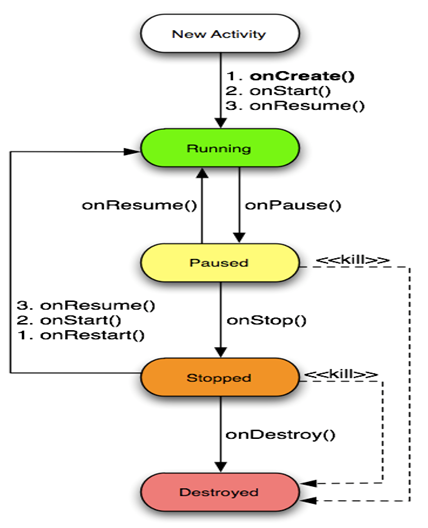 New Activity
1. onCreate()
2. onStart()
3. onResume()
Running
onResume()
onPause()
Paused
<<kill>>
3. onResume()
2. onStart()
1. onRestart()
onStop()
Stopped
<<kill>>
onDestroy()
Destroyed